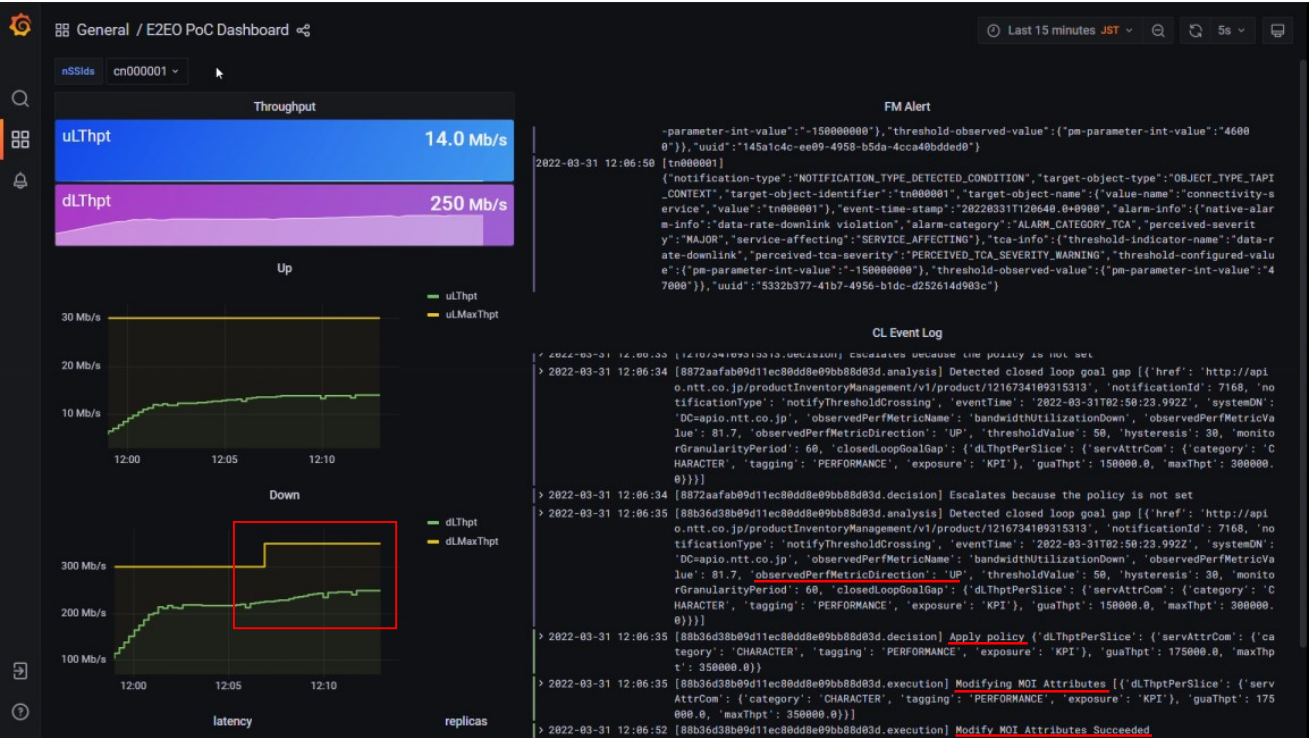 General / E2EO PoC Dashboard
Last 15 minutes JST
5s
nSSIds cn000001
Throughput
uLThpt
14.0 Mb/s
dLThpt
250 Mb/s
Up
uLThpt
uLMaxThpt
30 Mb/s
20 Mb/s
10 Mb/s
12:00 12:05 12:10
Down
dLThpt
dLMaxThpt
300 Mb/s
200 Mb/s
100 Mb/s
12:00 12:05 12:10
latency
replicas
FM Alert
-parameter-int-value":"-150000000"},"threshold-observed-value":{"pm-parameter-int-value":"4600
0"}},"uuid":"145a1c4c-ee09-4958-b5da-4cca40bdded0"}
2022-03-31 12:06:50 [tn000001]
{"notification-type":"NOTIFICATION_TYPE_DETECTED_CONDITION","target-object-type":"OBJECT_TYPE_TAPI
_CONTEXT","target-object-identifier":"tn000001","target-object-name":{"value-name":"connectivity-s
ervice","value":"tn000001"},"event-time-stamp":"20220331T120640.0+0900","alarm-info":{"native-alar
m-info":"data-rate-downlink violation","alarm-category":"ALARM_CATEGORY_TCA","perceived-severit
y":"MAJOR","service-affecting":"SERVICE_AFFECTING"},"tca-info":{"threshold-indicator-name":"data-r
ate-downlink","perceived-tca-severity":"PERCEIVED_TCA_SEVERITY_WARNING","threshold-configured-valu
e":{"pm-parameter-int-value":"-150000000"},"threshold-observed-value":{"pm-parameter-int-value":"4
7000"}},"uuid":"5332b377-41b7-4956-b1dc-d252614d903c"}
CL Event Log
> 2022-03-31 12:06:33 [1216734109315313.decision] Escalates because the policy is not set
> 2022-03-31 12:06:34 [8872aafab09d11ec80dd8e09bb88d03d.analysis] Detected closed loop goal gap [{'href': 'http://api
o.ntt.co.jp/productInventoryManagement/v1/product/1216734109315313', 'notificationId': 7168, 'no
tificationType': 'notifyThresholdCrossing', 'eventTime': '2022-03-31T02:50:23.992Z', 'systemDN':
'DC=apio.ntt.co.jp', 'observedPerfMetricName': 'bandwidthUtilizationDown', 'observedPerfMetricVa
lue': 81.7, 'observedPerfMetricDirection': 'UP', 'thresholdValue': 50, 'hysteresis': 30, 'monito
rGranularityPeriod': 60, 'closedLoopGoalGap': {'dLThptPerSlice': {'servAttrCom': {'category': 'C
HARACTER', 'tagging': 'PERFORMANCE', 'exposure': 'KPI'}, 'guaThpt': 150000.0, 'maxThpt': 300000.
0}}}]
> 2022-03-31 12:06:34 [8872aafab09d11ec80dd8e09bb88d03d.decision] Escalates because the policy is not set
> 2022-03-31 12:06:35 [88b36d38b09d11ec80dd8e09bb88d03d.analysis] Detected closed loop goal gap [{'href': 'http://api
o.ntt.co.jp/productInventoryManagement/v1/product/1216734109315313', 'notificationId': 7168, 'no
tificationType': 'notifyThresholdCrossing', 'eventTime': '2022-03-31T02:50:23.992Z', 'systemDN':
'DC=apio.ntt.co.jp', 'observedPerfMetricName': 'bandwidthUtilizationDown', 'observedPerfMetricVa
lue': 81.7, 'observedPerfMetricDirection': 'UP', 'thresholdValue': 50, 'hysteresis': 30, 'monito
rGranularityPeriod': 60, 'closedLoopGoalGap': {'dLThptPerSlice': {'servAttrCom': {'category': 'C
HARACTER', 'tagging': 'PERFORMANCE', 'exposure': 'KPI'}, 'guaThpt': 150000.0, 'maxThpt': 300000.
0}}}]
> 2022-03-31 12:06:35 [88b36d38b09d11ec80dd8e09bb88d03d.decision] Apply policy {'dLThptPerSlice': {'servAttrCom': {'ca
tegory': 'CHARACTER', 'tagging': 'PERFORMANCE', 'exposure': 'KPI'}, 'guaThpt': 175000.0, 'maxThp
t': 350000.0}}
> 2022-03-31 12:06:35 [88b36d38b09d11ec80dd8e09bb88d03d.execution] Modifying MOI Attributes [{'dLThptPerSlice': {'serv
AttrCom': {'category': 'CHARACTER', 'tagging': 'PERFORMANCE', 'exposure': 'KPI'}, 'guaThpt': 175
000.0, 'maxThpt': 350000.0}}]
> 2022-03-31 12:06:52 [88b36d38b09d11ec80dd8e09bb88d03d.execution] Modify MOI Attributes Succeeded